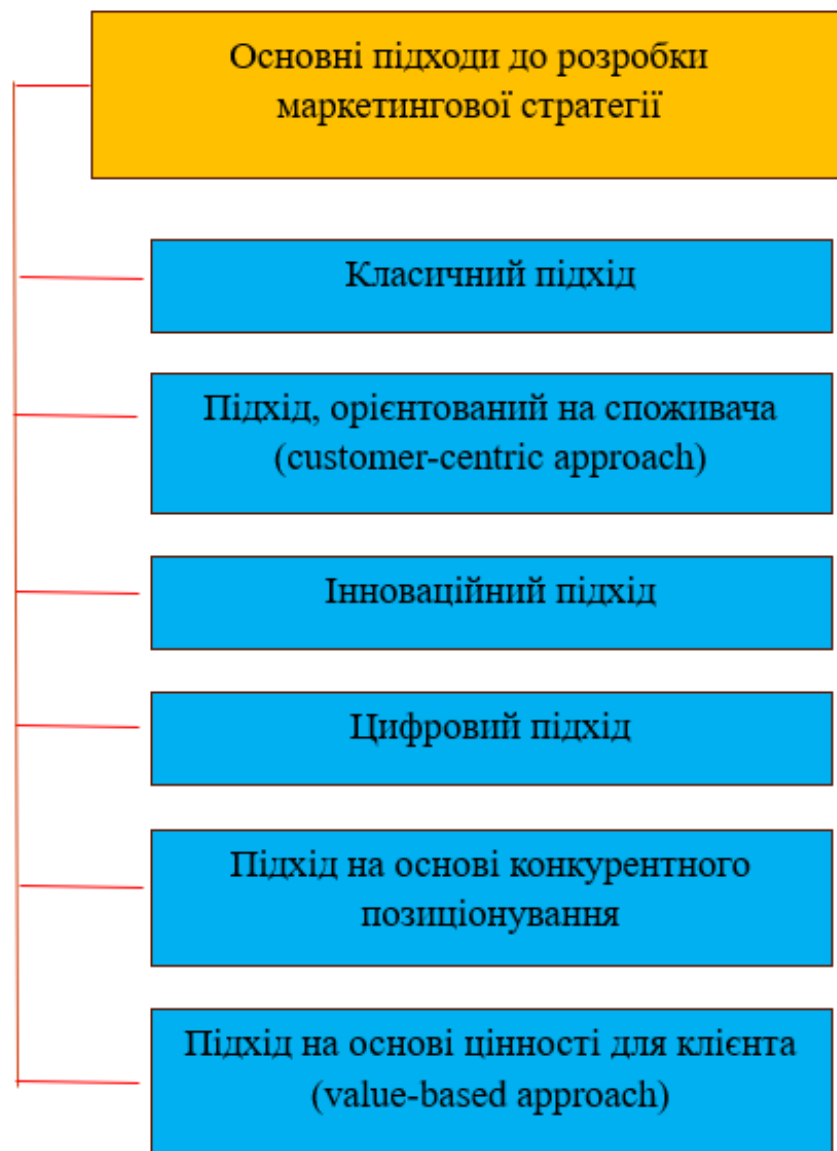 Основні підходи до розробки
маркетингової стратегії
Класичний підхід
Підхід, орієнтований на споживача
(customer-centric approach)
Інноваційний підхід
Цифровий підхід
Підхід на основі конкурентного
позиціонування
Підхід на основі цінності для клієнта
(value-based approach)